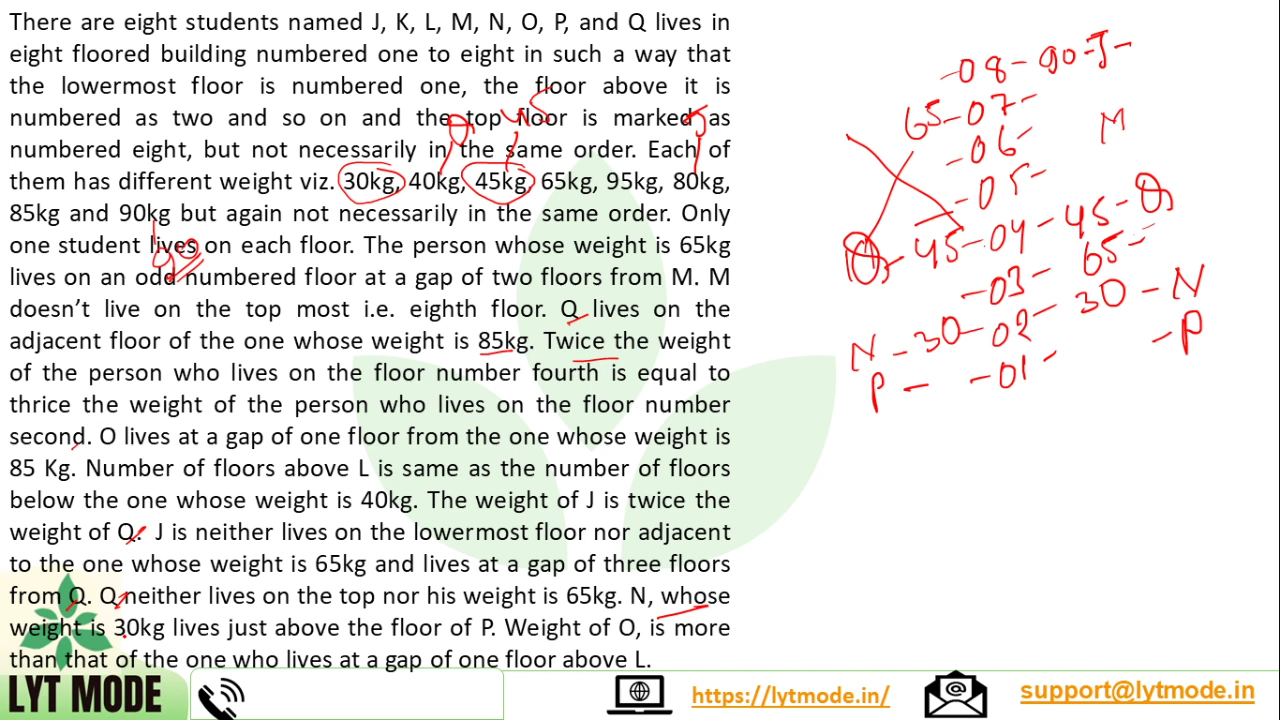 There are eight students named J, K, L, M, N, O, P, and Q lives in
eight floored building numbered one to eight in such a way that
the lowermost floor is numbered one, the floor above it is
numbered as two and so on and the top floor is marked as
numbered eight, but not necessarily in the same order. Each of
them has different weight viz. 30kg, 40kg, 45kg, 65kg, 95kg, 80kg,
85kg and 90kg but again not necessarily in the same order. Only
one student lives on each floor. The person whose weight is 65kg
lives on an odd numbered floor at a gap of two floors from M. M
doesn't live on the top most i.e. eighth floor. Q lives on the
adjacent floor of the one whose weight is 85kg. Twice the weight
of the person who lives on the floor number fourth is equal to
thrice the weight of the person who lives on the floor number
second. O lives at a gap of one floor from the one whose weight is
85 Kg. Number of floors above L is same as the number of floors
below the one whose weight is 40kg. The weight of J is twice the
weight of Q. J is neither lives on the lowermost floor nor adjacent
to the one whose weight is 65kg and lives at a gap of three floors
from Q. Q neither lives on the top nor his weight is 65kg. N, whose
weight is 30kg lives just above the floor of P. Weight of O, is more
than that of the one who lives at a gap of one floor above L.
Q 45 J
90
-08-90-J-
65-07-
-06- M
-05-
Q-45-04-45-Q
-03-65-
N-30-02-30-N
P- -01- -P
LYT MODE
https://lytmode.in/
support@lytmode.in